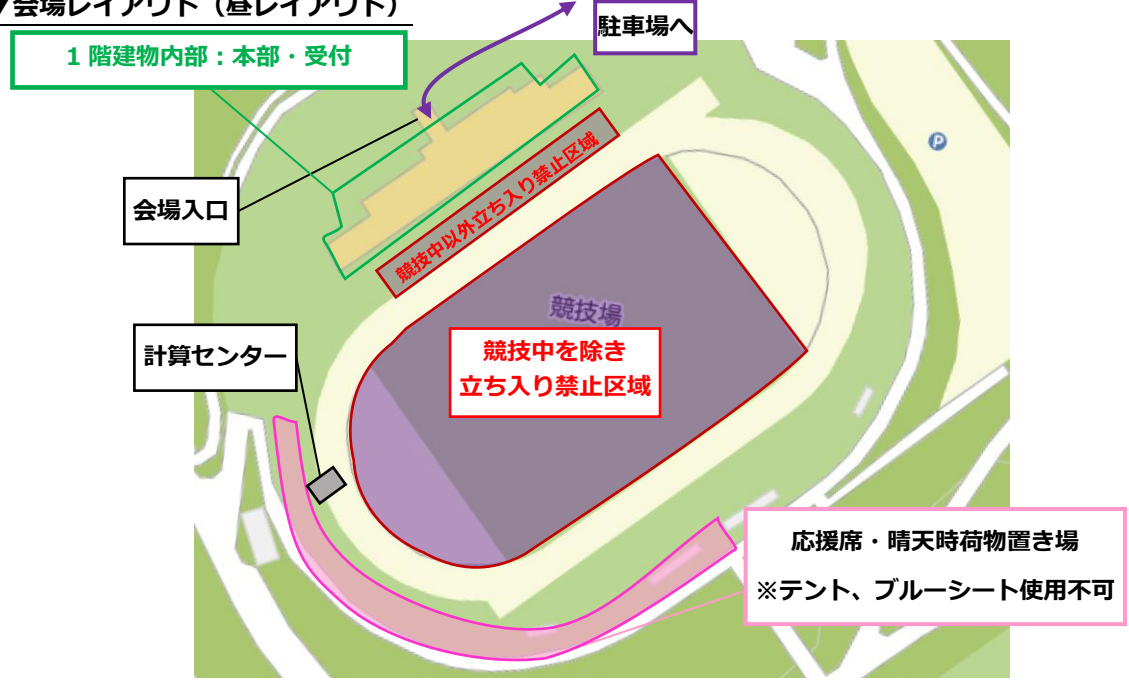 ▼会場レイアウト（昼レイアウト）
駐車場へ
1 階建物内部：本部・受付
P
競技中以外立ち入り禁止区域
会場入口
競技場
計算センター
競技中を除き
立ち入り禁止区域
応援席・晴天時荷物置き場
※テント、ブルーシート使用不可